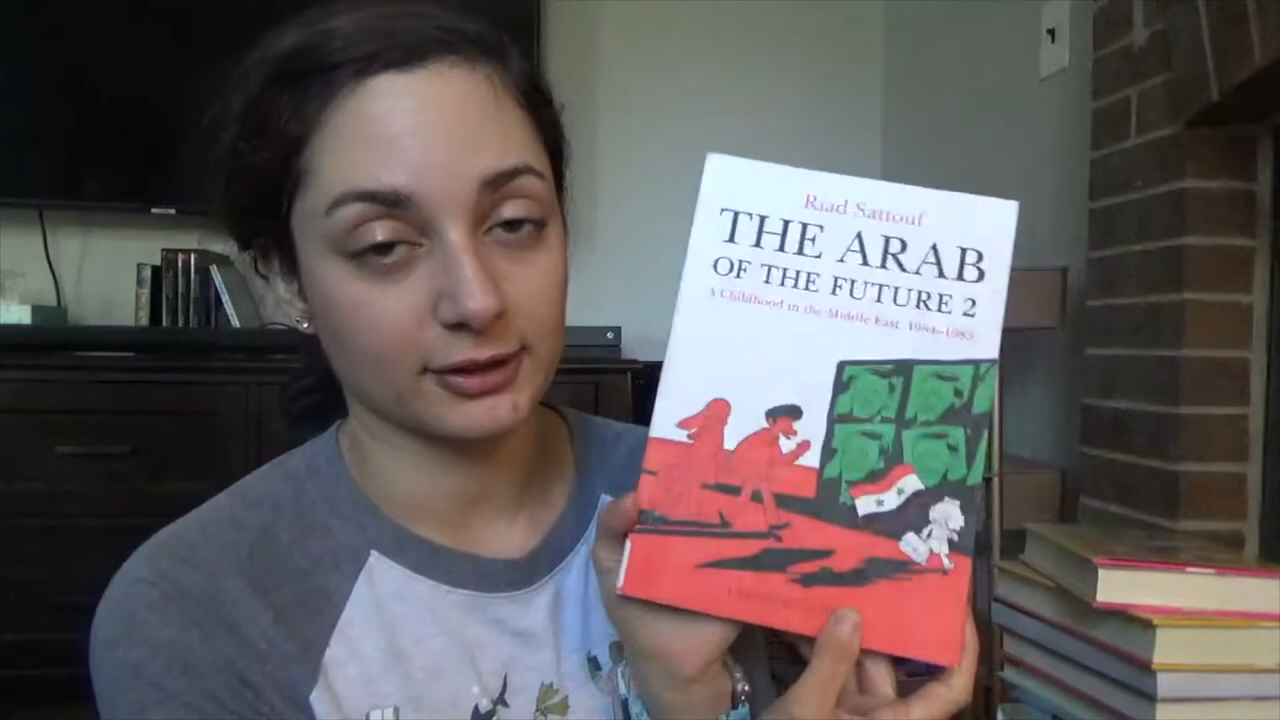 Riad Sattouf
THE ARAB
OF THE FUTURE 2
A Childhood in the Middle East, 1984–1985